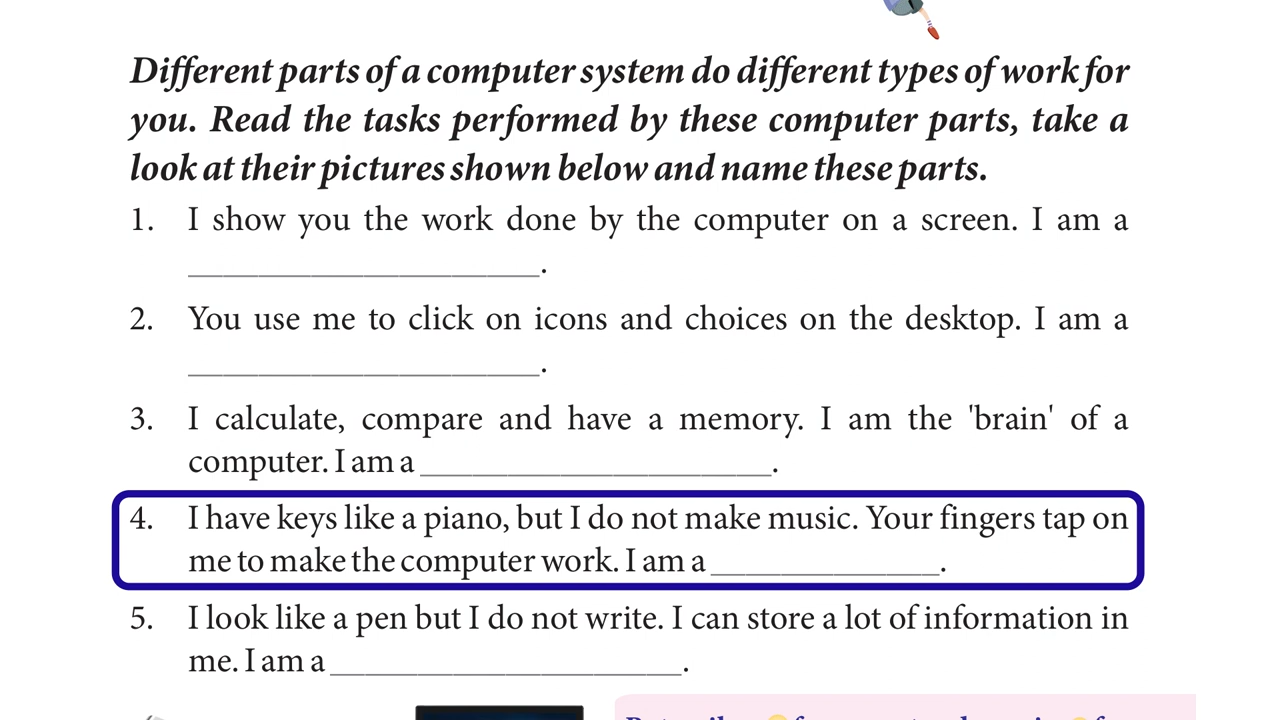 Different parts of a computer system do different types of work for
you. Read the tasks performed by these computer parts, take a
look at their pictures shown below and name these parts.
1. I show you the work done by the computer on a screen. I am a
____________________.
2. You use me to click on icons and choices on the desktop. I am a
____________________.
3. I calculate, compare and have a memory. I am the 'brain' of a
computer. I am a ____________________.
4. I have keys like a piano, but I do not make music. Your fingers tap on
me to make the computer work. I am a _____________.
5. I look like a pen but I do not write. I can store a lot of information in
me. I am a ____________________.